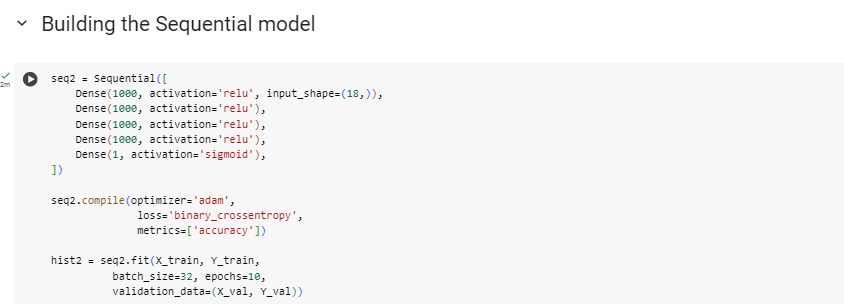 Building the Sequential model
2m
seq2 = Sequential([
Dense(1000, activation='relu', input_shape=(18,)),
Dense(1000, activation='relu'),
Dense(1000, activation='relu'),
Dense(1000, activation='relu'),
Dense(1, activation='sigmoid'),
])
seq2.compile(optimizer='adam',
loss='binary_crossentropy',
metrics=['accuracy'])
hist2 = seq2.fit(X_train, Y_train,
batch_size=32, epochs=10,
validation_data=(X_val, Y_val))